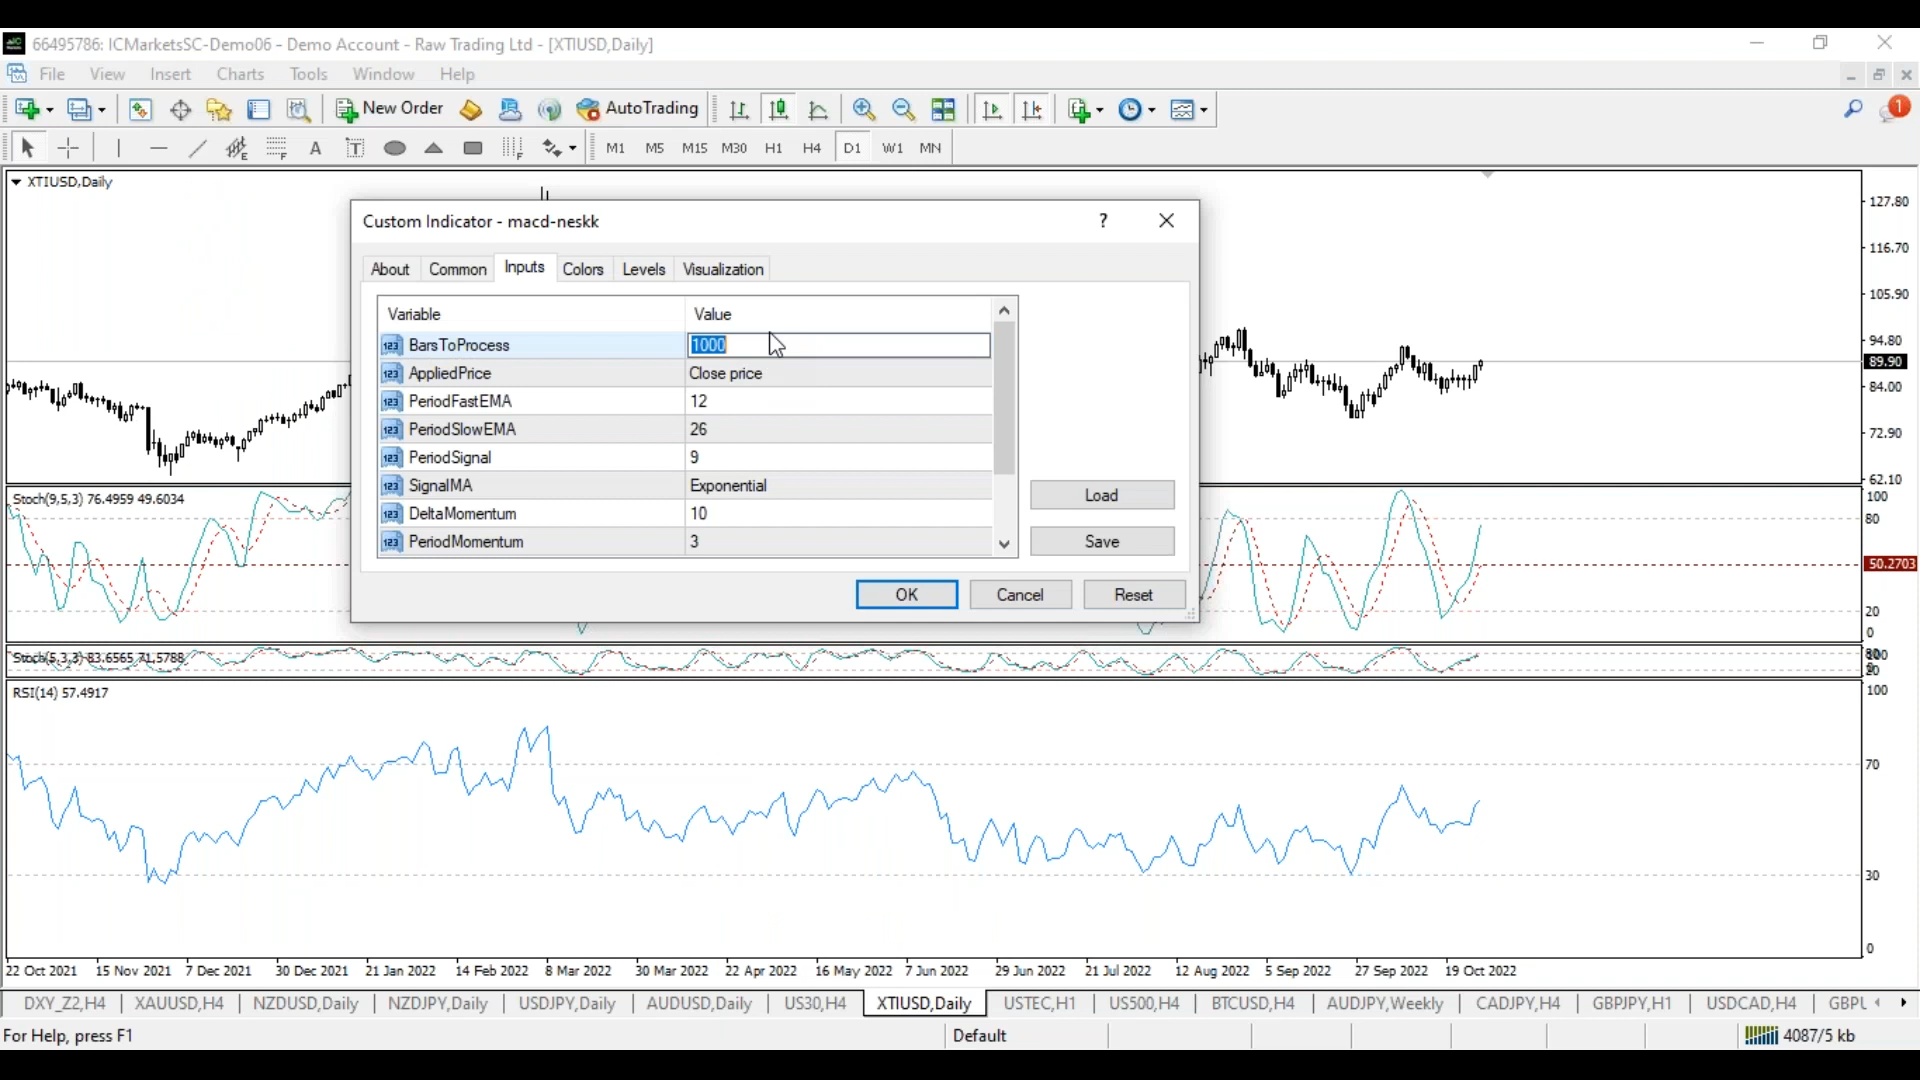 66495786: ICMarketsSC-Demo06 - Demo Account - Raw Trading Ltd - [XTIUSD,Daily]
File View Insert Charts Tools Window Help
New Order AutoTrading 1
A T M1 M5 M15 M30 H1 H4 D1 W1 MN
XTIUSD,Daily
127.80
116.70
105.90
94.80
89.90
84.00
72.90
62.10
Custom Indicator - macd-neskk ?
About Common Inputs Colors Levels Visualization
Variable Value
BarsToProcess 1000
AppliedPrice Close price
PeriodFastEMA 12
PeriodSlowEMA 26
PeriodSignal 9
SignalMA Exponential
DeltaMomentum 10
PeriodMomentum 3
Load
Save
OK Cancel Reset
Stoch(9,5,3) 76.4959 49.6034
100
80
50.2703
20
0
Stoch(5,3,3) 83.6565 71.5788
RSI(14) 57.4917
100
70
30
0
22 Oct 2021 15 Nov 2021 7 Dec 2021 30 Dec 2021 21 Jan 2022 14 Feb 2022 8 Mar 2022 30 Mar 2022 22 Apr 2022 16 May 2022 7 Jun 2022 29 Jun 2022 21 Jul 2022 12 Aug 2022 5 Sep 2022 27 Sep 2022 19 Oct 2022
DXY_Z2,H4 XAUUSD,H4 NZDUSD,Daily NZDJPY,Daily USDJPY,Daily AUDUSD,Daily US30,H4 XTIUSD,Daily USTEC,H1 US500,H4 BTCUSD,H4 AUDJPY,Weekly CADJPY,H4 GBPJPY,H1 USDCAD,H4
For Help, press F1 Default 4087/5 kb